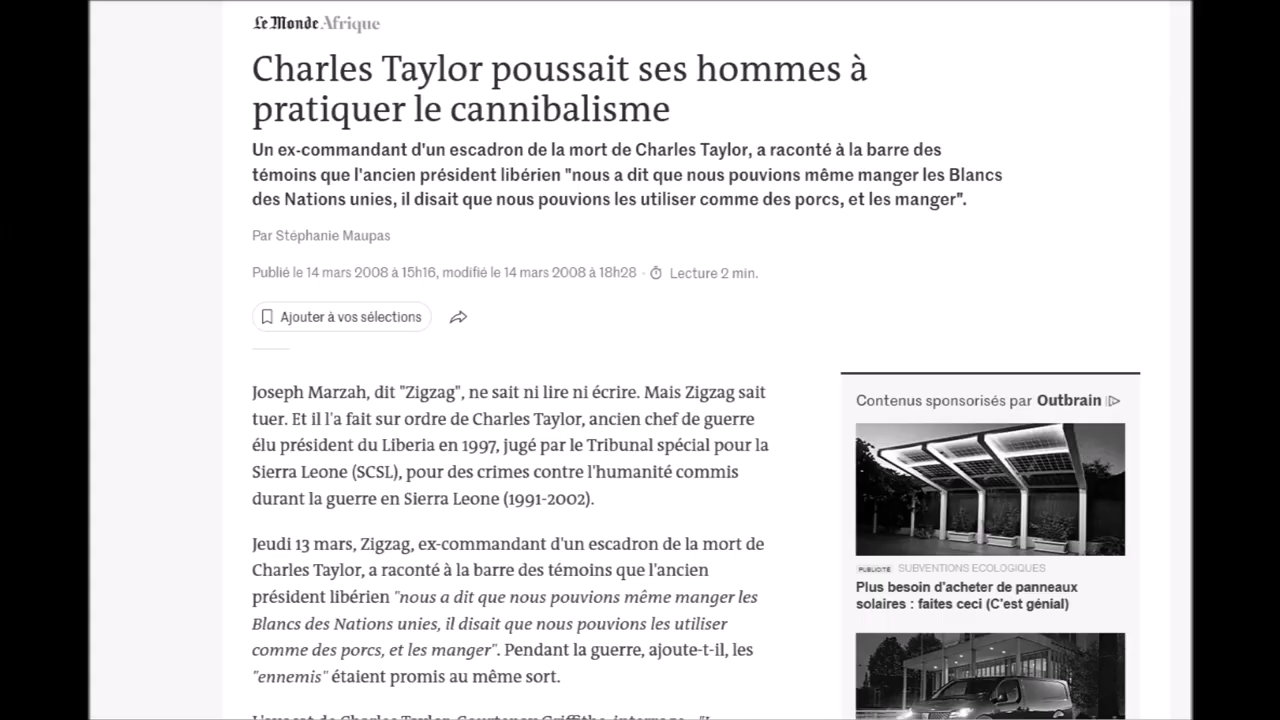 Le Monde Afrique
Charles Taylor poussait ses hommes à
pratiquer le cannibalisme
Un ex-commandant d'un escadron de la mort de Charles Taylor, a raconté à la barre des
témoins que l'ancien président libérien "nous a dit que nous pouvions même manger les Blancs
des Nations unies, il disait que nous pouvions les utiliser comme des porcs, et les manger".
Par Stéphanie Maupas
Publié le 14 mars 2008 à 15h16, modifié le 14 mars 2008 à 18h28 · Lecture 2 min.
Ajouter à vos sélections
Joseph Marzah, dit "Zigzag", ne sait ni lire ni écrire. Mais Zigzag sait
tuer. Et il l'a fait sur ordre de Charles Taylor, ancien chef de guerre
élu président du Liberia en 1997, jugé par le Tribunal spécial pour la
Sierra Leone (SCSL), pour des crimes contre l'humanité commis
durant la guerre en Sierra Leone (1991-2002).
Jeudi 13 mars, Zigzag, ex-commandant d'un escadron de la mort de
Charles Taylor, a raconté à la barre des témoins que l'ancien
président libérien "nous a dit que nous pouvions même manger les
Blancs des Nations unies, il disait que nous pouvions les utiliser
comme des porcs, et les manger". Pendant la guerre, ajoute-t-il, les
"ennemis" étaient promis au même sort.
L'avocat de Charles Taylor, Courtenay Griffiths, interroge
Contenus sponsorisés par Outbrain
PUBLICITÉ SUBVENTIONS ECOLOGIQUES
Plus besoin d'acheter de panneaux
solaires : faites ceci (C'est génial)